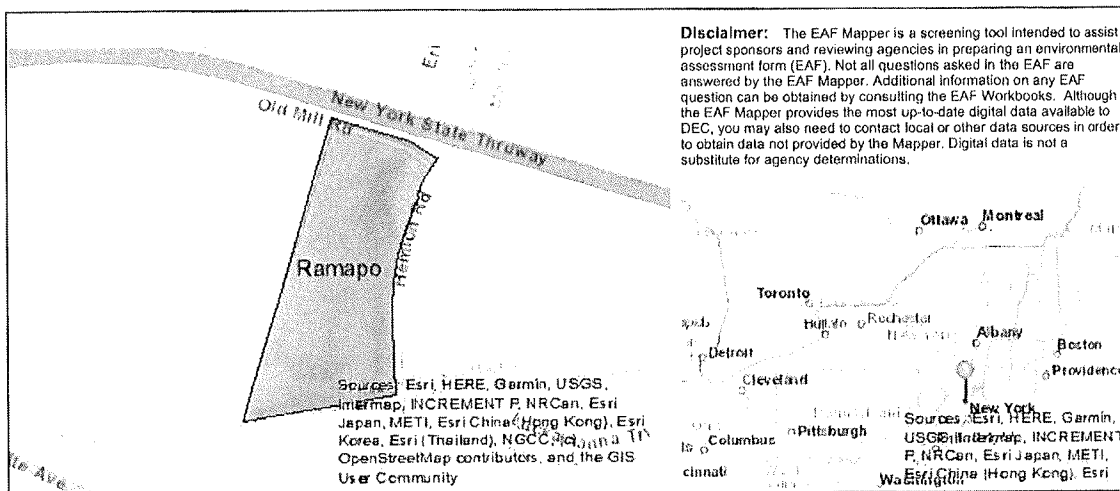 Disclaimer: The EAF Mapper is a screening tool intended to assist
project sponsors and reviewing agencies in preparing an environmental
assessment form (EAF). Not all questions asked in the EAF are
answered by the EAF Mapper. Additional information on any EAF
question can be obtained by consulting the EAF Workbooks. Although
the EAF Mapper provides the most up-to-date digital data available to
DEC, you may also need to contact local or other data sources in order
to obtain data not provided by the Mapper. Digital data is not a
substitute for agency determinations.
New York State Thruway
Old Mill Rd
Hemion Rd
Ramapo
Sources: Esri, HERE, Garmin, USGS,
Intermap, INCREMENT P, NRCan, Esri
Japan, METI, Esri China (Hong Kong), Esri
Korea, Esri (Thailand), NGCC, (c)
OpenStreetMap contributors, and the GIS
User Community
Ottawa
Montreal
Toronto
Buffalo
Rochester
Albany
Boston
Detroit
Providence
Cleveland
New York
Pittsburgh
Columbus
cinnati
Washington
Sources: Esri, HERE, Garmin,
USGS, Intermap, INCREMENT
P, NRCan, Esri Japan, METI,
Esri China (Hong Kong), Esri